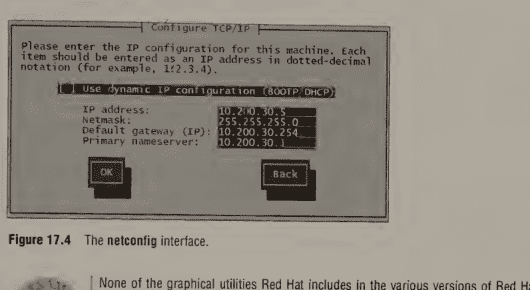 Configure TCP/IP
Please enter the IP configuration for this machine. Each
item should be entered as an IP address in dotted-decimal
notation (for example, 1.2.3.4).
[ ] Use dynamic IP configuration (BOOTP/DHCP)
IP address: 10.200.30.5
Netmask: 255.255.255.0
Default gateway (IP): 10.200.30.254
Primary nameserver: 10.200.30.1
OK Back
Figure 17.4 The netconfig interface.
None of the graphical utilities Red Hat includes in the various versions of Red H